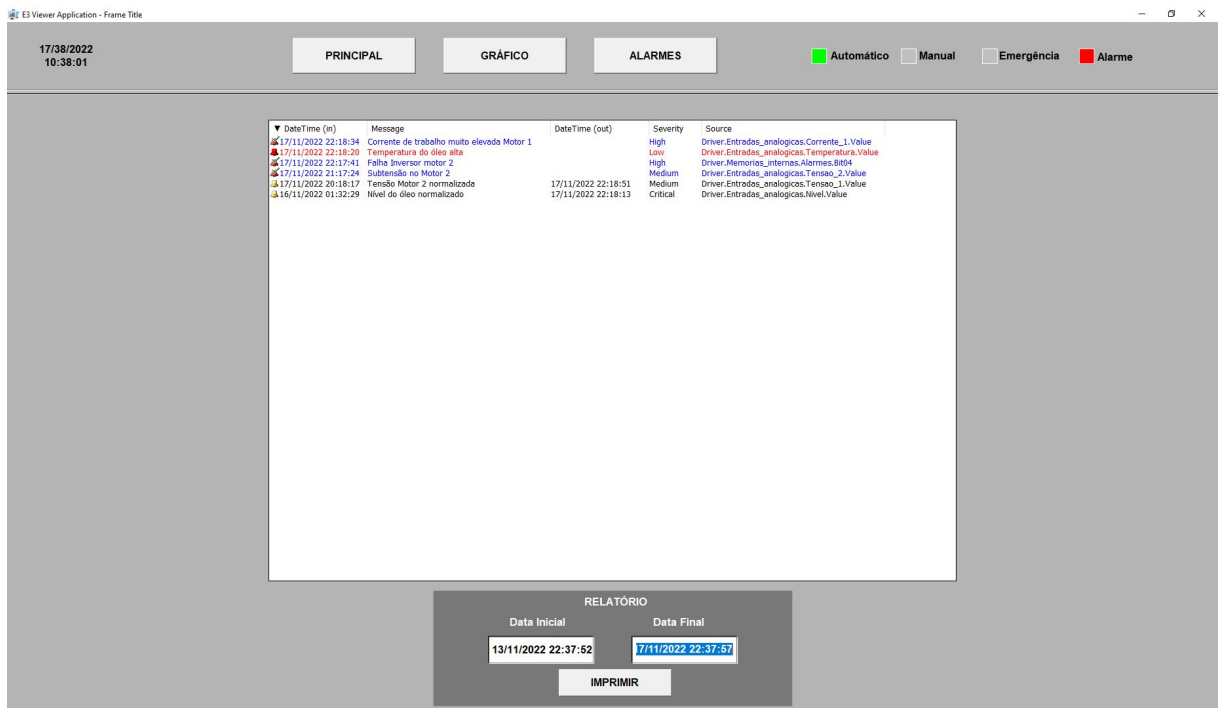 E3 Viewer Application - Frame Title
17/38/2022
10:38:01
PRINCIPAL GRÁFICO ALARMES Automático Manual Emergência Alarme
DateTime (in) Message DateTime (out) Severity Source
17/11/2022 22:18:34 Corrente de trabalho muito elevada Motor 1 High Driver.Entradas_analogicas.Corrente_1.Value
17/11/2022 22:18:20 Temperatura do óleo alta Low Driver.Entradas_analogicas.Temperatura.Value
17/11/2022 22:17:41 Falha Inversor motor 2 High Driver.Memorias_internas.Alarmes.Bit04
17/11/2022 21:17:24 Subtensão no Motor 2 Medium Driver.Entradas_analogicas.Tensao_2.Value
17/11/2022 20:18:17 Tensão Motor 2 normalizada 17/11/2022 22:18:51 Medium Driver.Entradas_analogicas.Tensao_1.Value
16/11/2022 01:32:29 Nível do óleo normalizado 17/11/2022 22:18:13 Critical Driver.Entradas_analogicas.Nivel.Value
RELATÓRIO
Data Inicial Data Final
13/11/2022 22:37:52 7/11/2022 22:37:57
IMPRIMIR